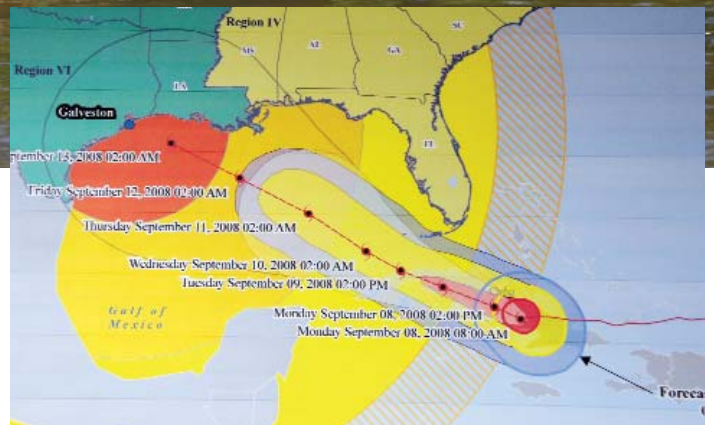 Region IV
SC
MS
AL
GA
Region VI
LA
Galveston
FL
ptember 13, 2008 02:00 AM
Friday September 12, 2008 02:00 AM
Thursday September 11, 2008 02:00 AM
Wednesday September 10, 2008 02:00 AM
Tuesday September 09, 2008 02:00 PM
Cuba
Gulf of
Mexico
Monday September 08, 2008 02:00 PM
Monday September 08, 2008 08:00 AM
Foreca